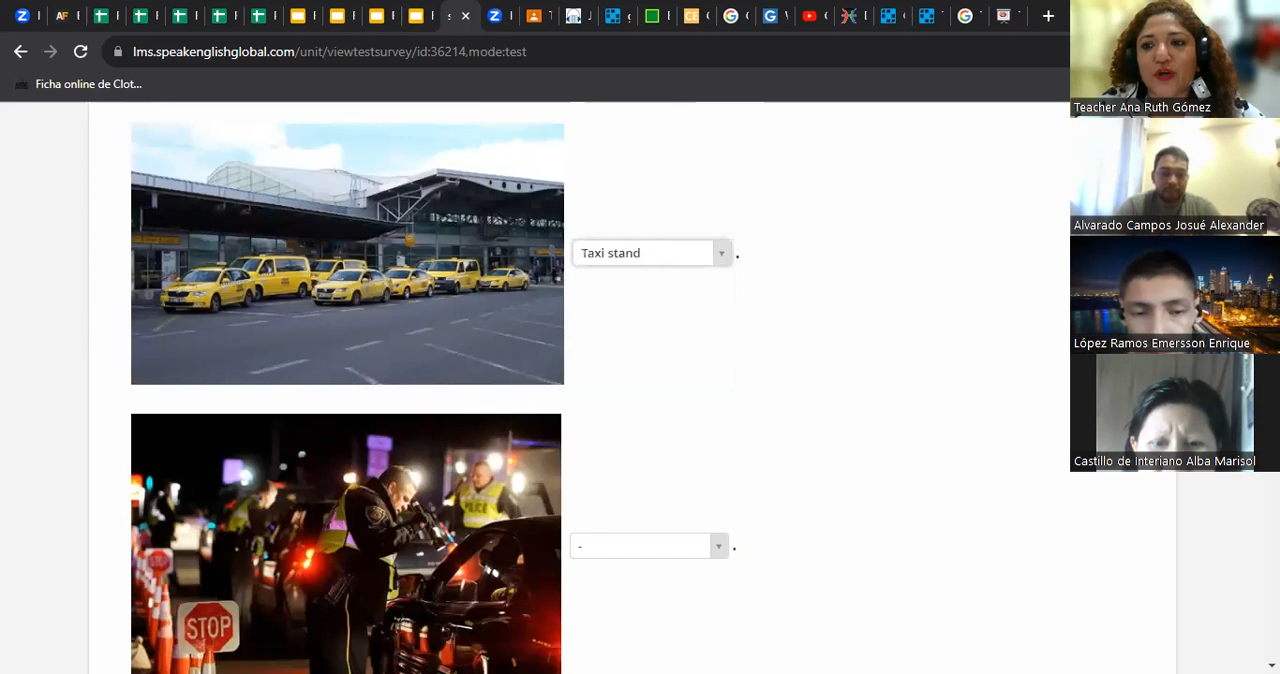 lms.speakenglishglobal.com/unit/viewtestsurvey/id:36214,mode:test
Ficha online de Clot...
Taxi stand
-
STOP
POLICE
Teacher Ana Ruth Gómez
Alvarado Campos Josué Alexander
López Ramos Emersson Enrique
Castillo de Interiano Alba Marisol